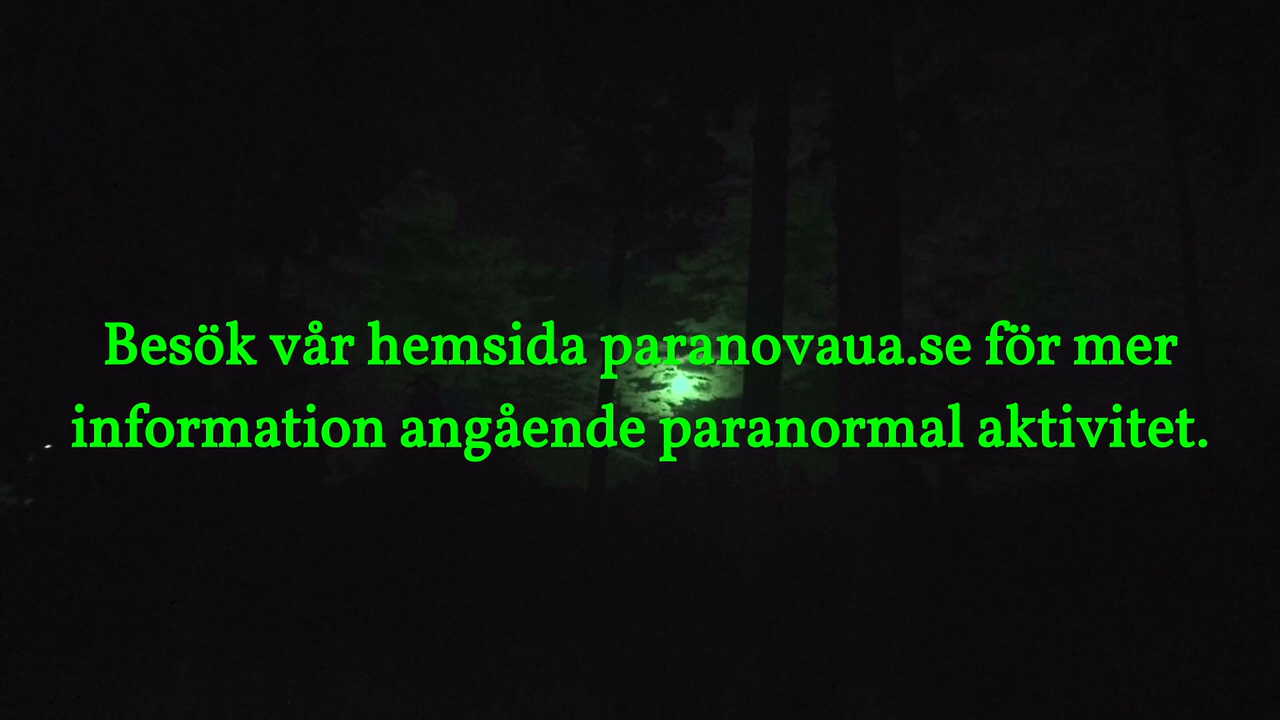 Besök vår hemsida paranovaua.se för mer
information angående paranormal aktivitet.